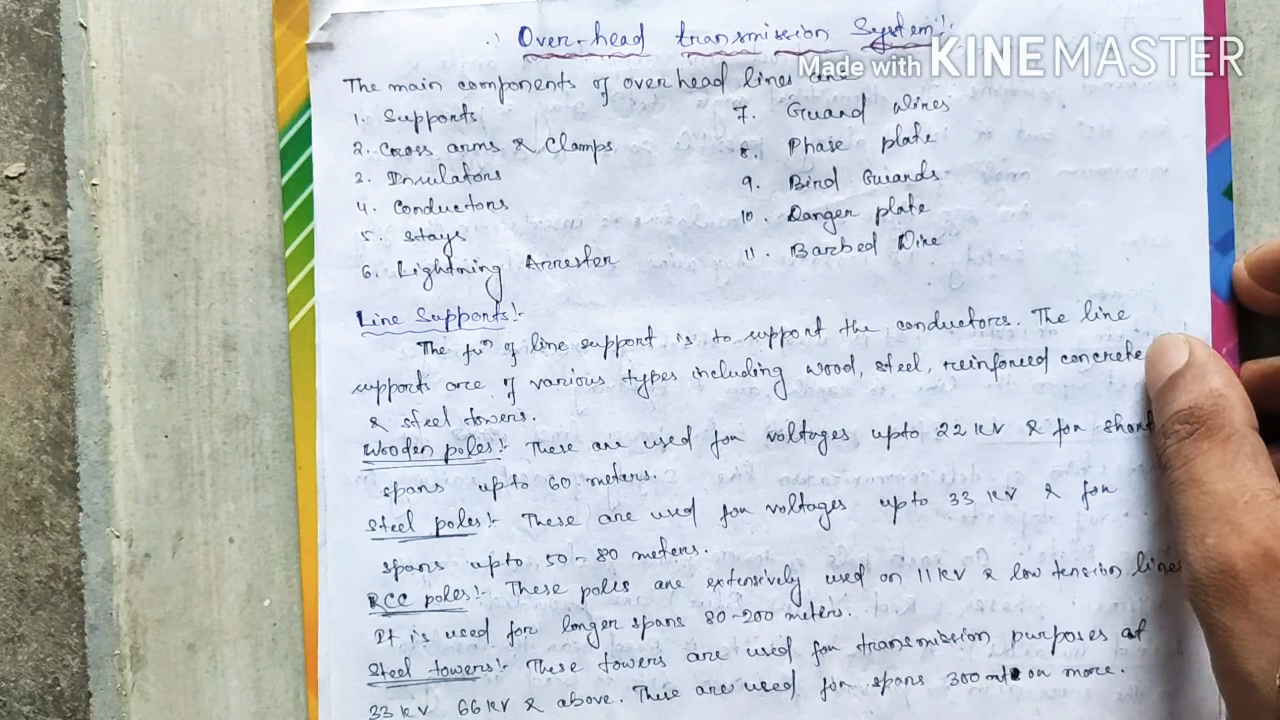 Over-head transmission System:-
Made with KINEMASTER
The main components of over head lines are
1. Supports
2. Cross arms & Clamps
3. Insulators
4. Conductors
5. Stays
6. Lightning Arrester
7. Guard wires
8. Phase plate
9. Bird Guards
10. Danger plate
11. Barbed Wire
Line Supports:-
The fuⁿ of line support is to support the conductors. The line
supports are of various types including wood, steel, reinforced concrete
& steel towers.
Wooden poles:- These are used for voltages upto 22 kV & for short
spans upto 60 meters.
Steel poles:- These are used for voltages upto 33 kV & for
spans upto 50-80 meters.
RCC poles:- These poles are extensively used on 11 kV & low tension lines
It is used for longer spans 80-200 meters.
Steel towers:- These towers are used for transmission purposes at
33 kV 66 kV & above. These are used for spans 300 mt or more.